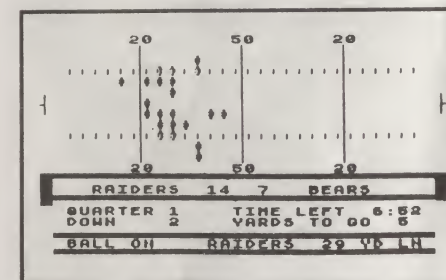 20 50 20
20 50 20
RAIDERS 14 7 BEARS
QUARTER 1 TIME LEFT 6:52
DOWN 2 YARDS TO GO 5
BALL ON RAIDERS 29 YD LN